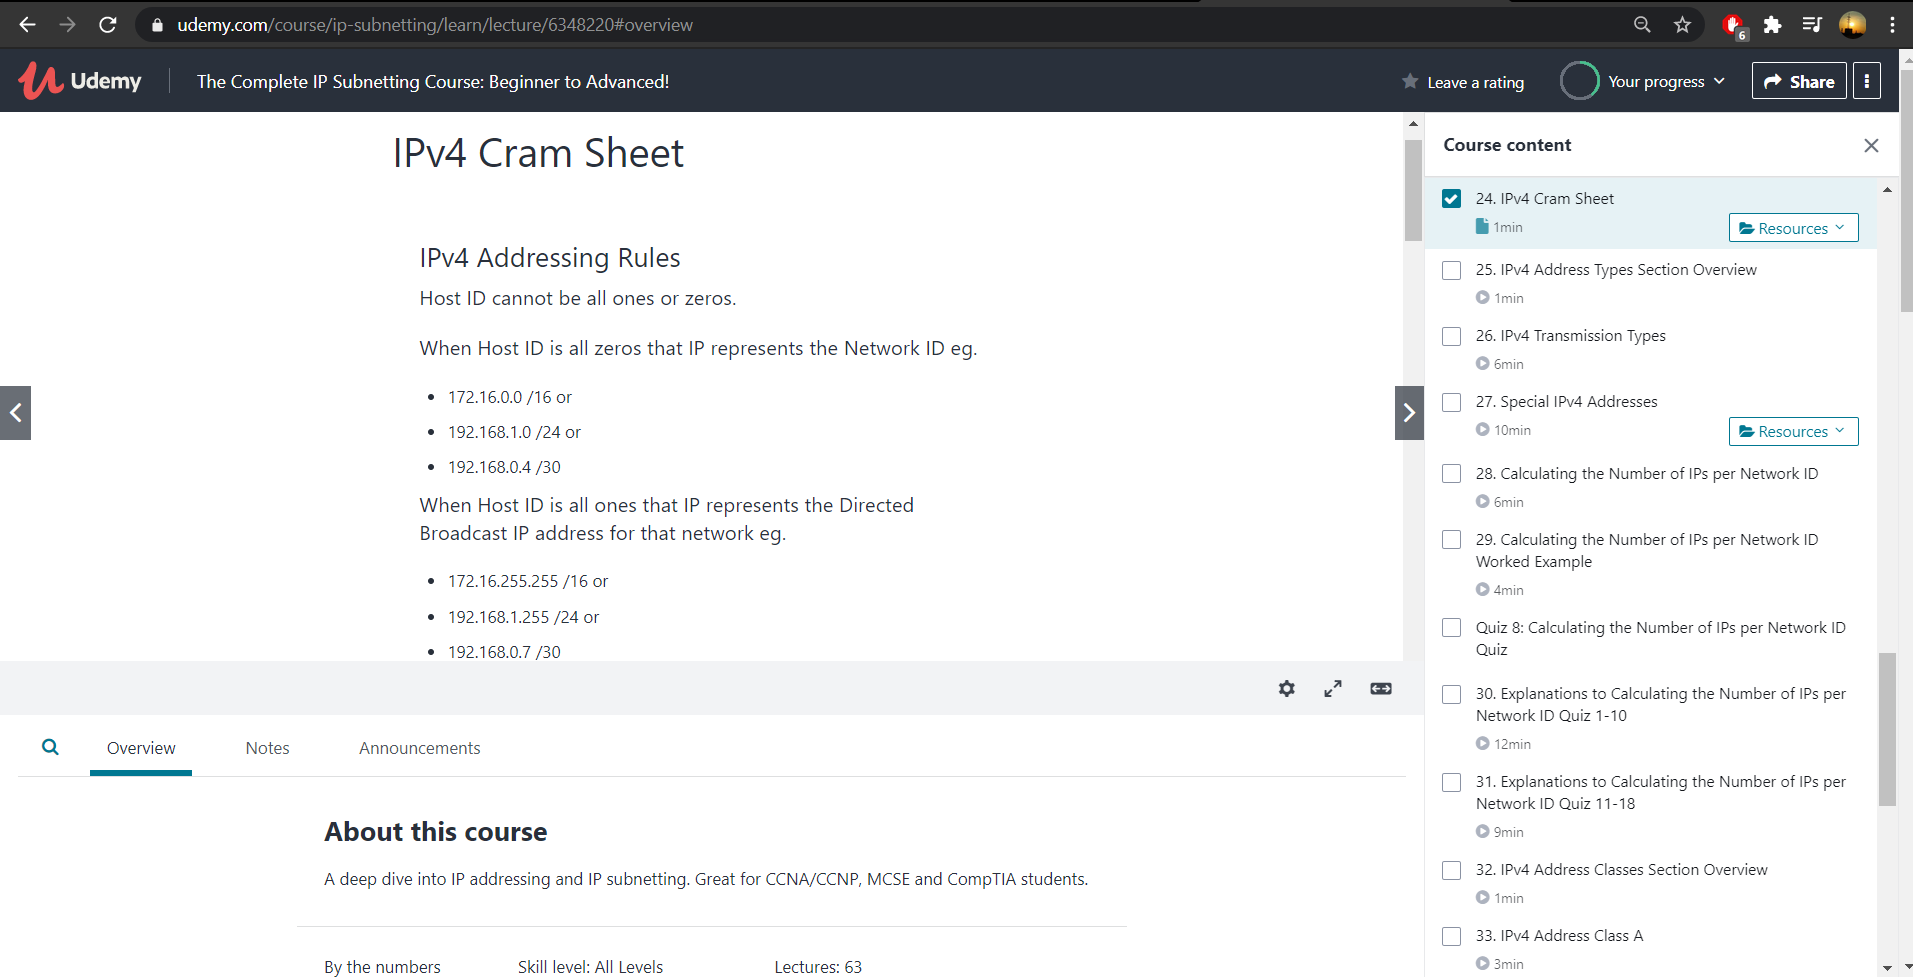 udemy.com/course/ip-subnetting/learn/lecture/6348220#overview
6
Udemy
The Complete IP Subnetting Course: Beginner to Advanced!
Leave a rating
Your progress
Share
IPv4 Cram Sheet
IPv4 Addressing Rules
Host ID cannot be all ones or zeros.
When Host ID is all zeros that IP represents the Network ID eg.
172.16.0.0 /16 or
192.168.1.0 /24 or
192.168.0.4 /30
When Host ID is all ones that IP represents the Directed
Broadcast IP address for that network eg.
172.16.255.255 /16 or
192.168.1.255 /24 or
192.168.0.7 /30
Overview
Notes
Announcements
About this course
A deep dive into IP addressing and IP subnetting. Great for CCNA/CCNP, MCSE and CompTIA students.
By the numbers
Skill level: All Levels
Lectures: 63
Course content
24. IPv4 Cram Sheet
1min
Resources
25. IPv4 Address Types Section Overview
1min
26. IPv4 Transmission Types
6min
27. Special IPv4 Addresses
10min
Resources
28. Calculating the Number of IPs per Network ID
6min
29. Calculating the Number of IPs per Network ID
Worked Example
4min
Quiz 8: Calculating the Number of IPs per Network ID
Quiz
30. Explanations to Calculating the Number of IPs per
Network ID Quiz 1-10
12min
31. Explanations to Calculating the Number of IPs per
Network ID Quiz 11-18
9min
32. IPv4 Address Classes Section Overview
1min
33. IPv4 Address Class A
3min